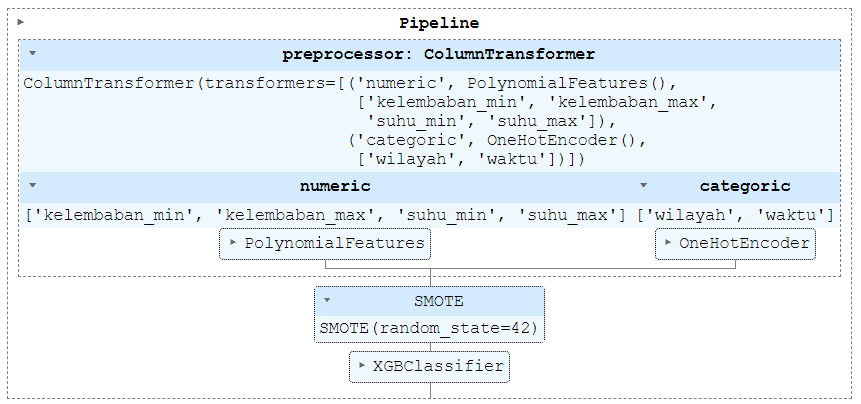 Pipeline
preprocessor: ColumnTransformer
ColumnTransformer(transformers=[('numeric', PolynomialFeatures(),
['kelembaban_min', 'kelembaban_max',
'suhu_min', 'suhu_max']),
('categoric', OneHotEncoder(),
['wilayah', 'waktu'])])
numeric
categoric
['kelembaban_min', 'kelembaban_max', 'suhu_min', 'suhu_max']
['wilayah', 'waktu']
PolynomialFeatures
OneHotEncoder
SMOTE
SMOTE(random_state=42)
XGBClassifier